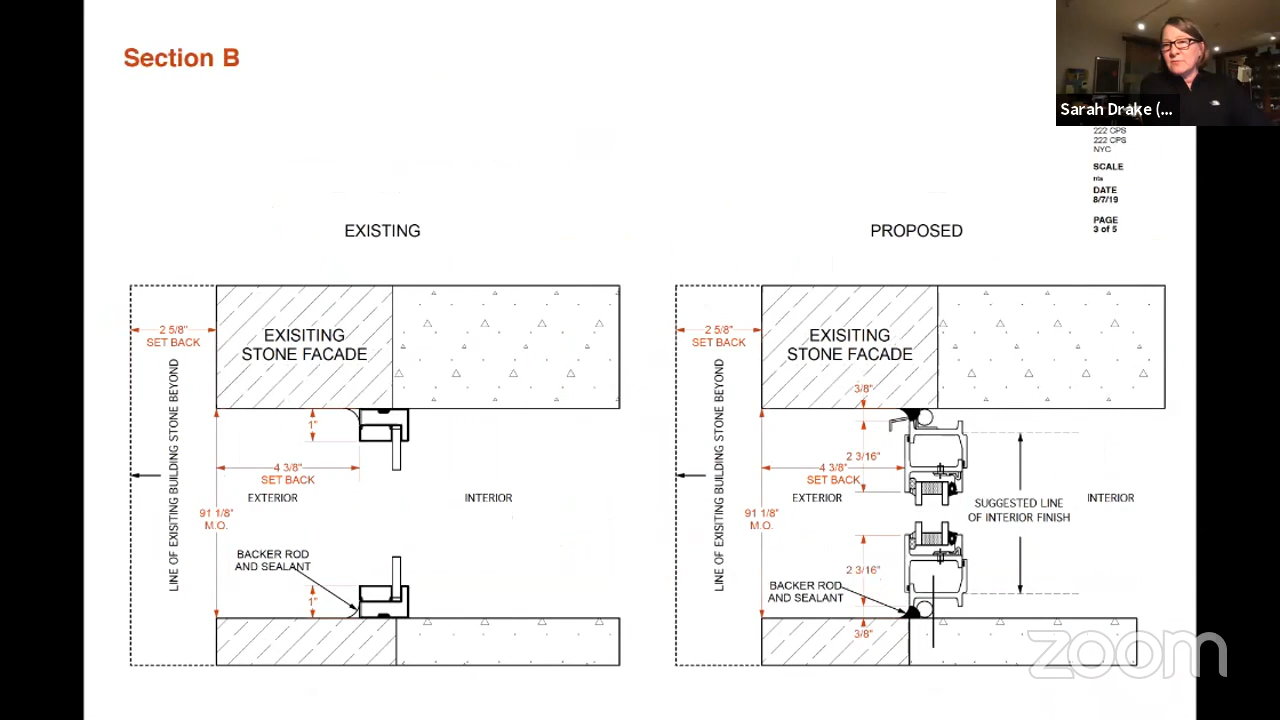 Section B
Sarah Drake (...
222 CPS
222 CPS
NYC
SCALE
nts
DATE
8/7/19
PAGE
3 of 5
EXISTING
2 5/8"
SET BACK
EXISITING
STONE FACADE
LINE OF EXISITING BUILDING STONE BEYOND
1"
4 3/8"
SET BACK
EXTERIOR
INTERIOR
91 1/8"
M.O.
BACKER ROD
AND SEALANT
1"
PROPOSED
2 5/8"
SET BACK
EXISITING
STONE FACADE
LINE OF EXISITING BUILDING STONE BEYOND
3/8"
2 3/16"
4 3/8"
SET BACK
EXTERIOR
SUGGESTED LINE
OF INTERIOR FINISH
INTERIOR
91 1/8"
M.O.
2 3/16"
BACKER ROD
AND SEALANT
3/8"
zoom